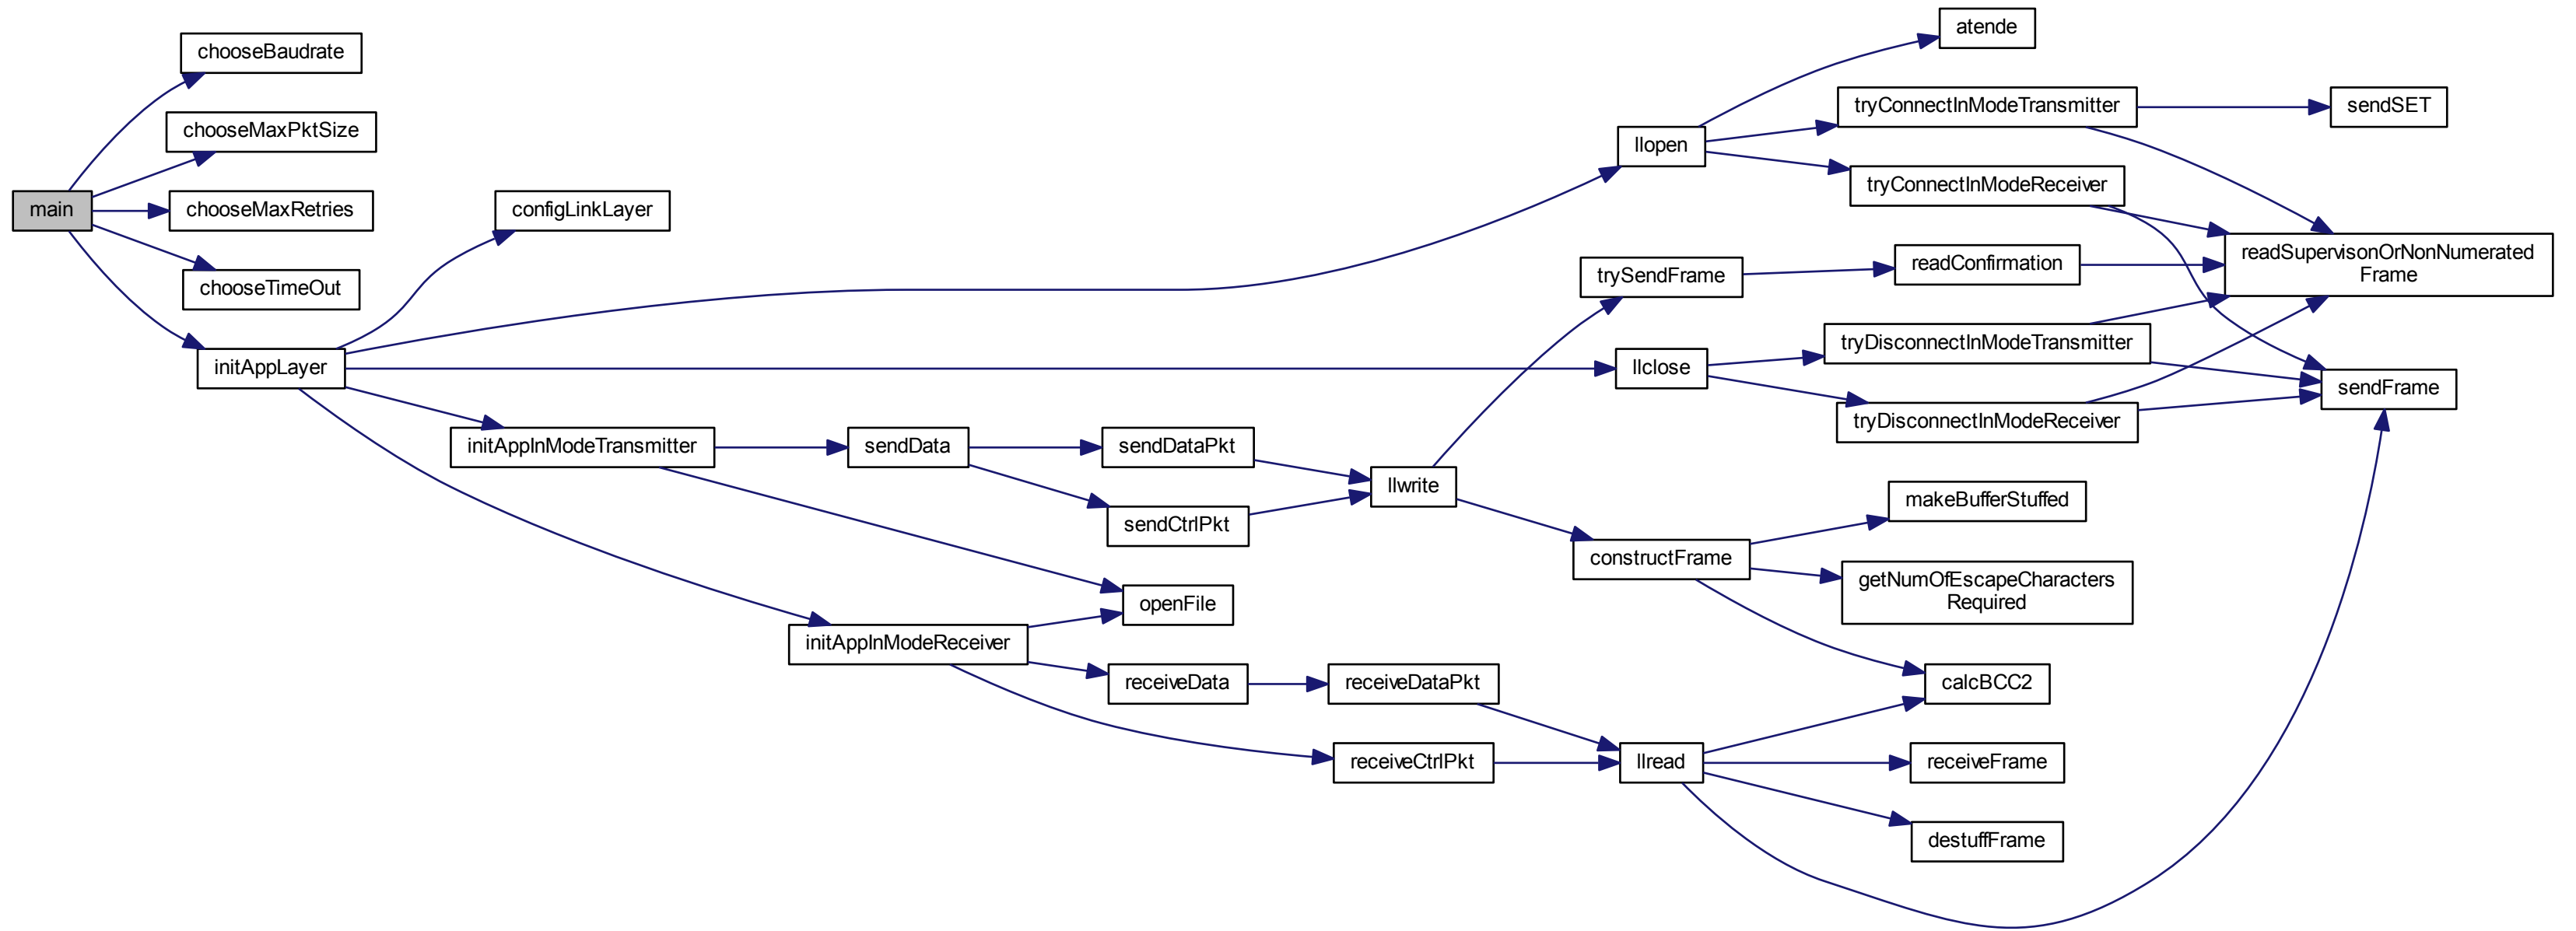 main
chooseBaudrate
chooseMaxPktSize
chooseMaxRetries
chooseTimeOut
initAppLayer
configLinkLayer
initAppInModeTransmitter
initAppInModeReceiver
sendData
sendDataPkt
sendCtrlPkt
openFile
receiveData
receiveDataPkt
receiveCtrlPkt
llwrite
llopen
trySendFrame
llclose
constructFrame
llread
atende
tryConnectInModeTransmitter
tryConnectInModeReceiver
readConfirmation
tryDisconnectInModeTransmitter
tryDisconnectInModeReceiver
makeBufferStuffed
getNumOfEscapeCharacters
Required
calcBCC2
receiveFrame
destuffFrame
sendSET
readSupervisonOrNonNumerated
Frame
sendFrame